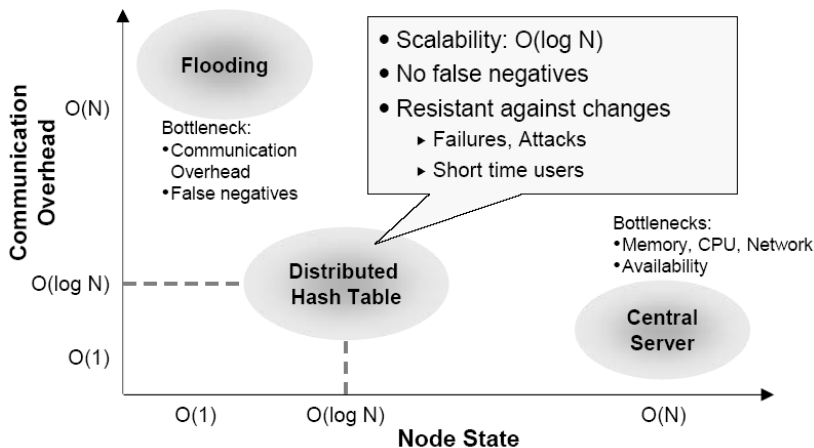 Communication
Overhead
O(N)
O(log N)
O(1)
Flooding
Bottleneck:
•Communication
Overhead
•False negatives
• Scalability: O(log N)
• No false negatives
• Resistant against changes
▸ Failures, Attacks
▸ Short time users
Distributed
Hash Table
Bottlenecks:
•Memory, CPU, Network
•Availability
Central
Server
O(1)
O(log N)
O(N)
Node State